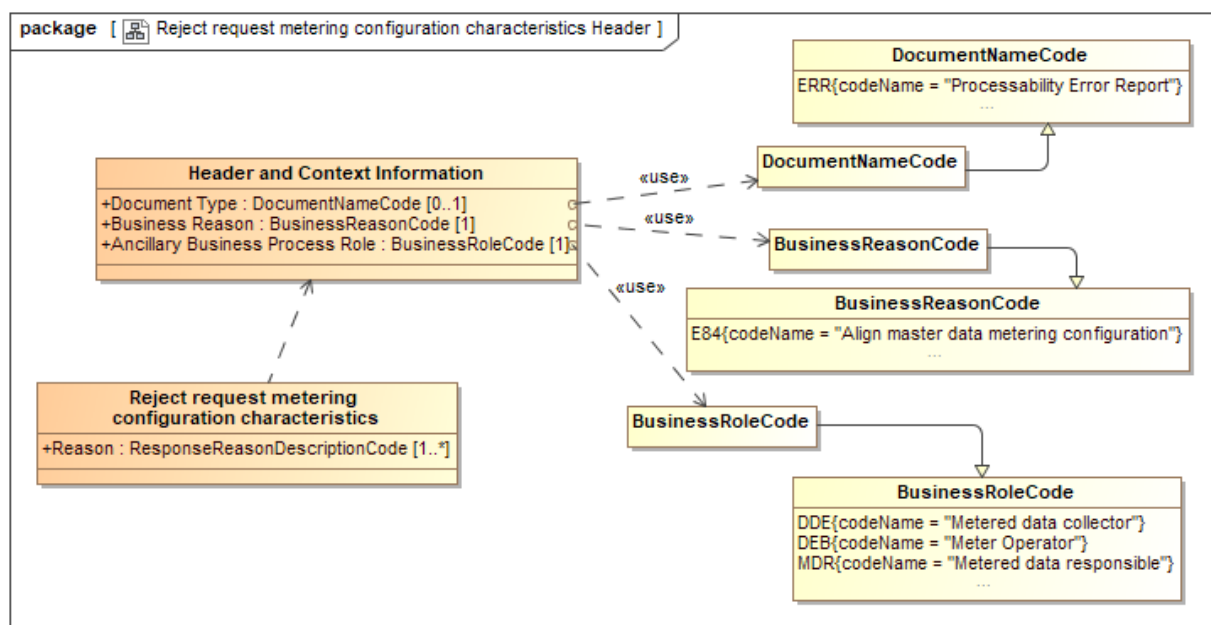 package [ Reject request metering configuration characteristics Header ]
DocumentNameCode
ERR{codeName = "Processability Error Report"}
...
DocumentNameCode
«use»
Header and Context Information
+Document Type : DocumentNameCode [0..1]
+Business Reason : BusinessReasonCode [1]
+Ancillary Business Process Role : BusinessRoleCode [1]
«use»
BusinessReasonCode
«use»
BusinessReasonCode
E84{codeName = "Align master data metering configuration"}
...
Reject request metering
configuration characteristics
+Reason : ResponseReasonDescriptionCode [1..*]
BusinessRoleCode
BusinessRoleCode
DDE{codeName = "Metered data collector"}
DEB{codeName = "Meter Operator"}
MDR{codeName = "Metered data responsible"}
...